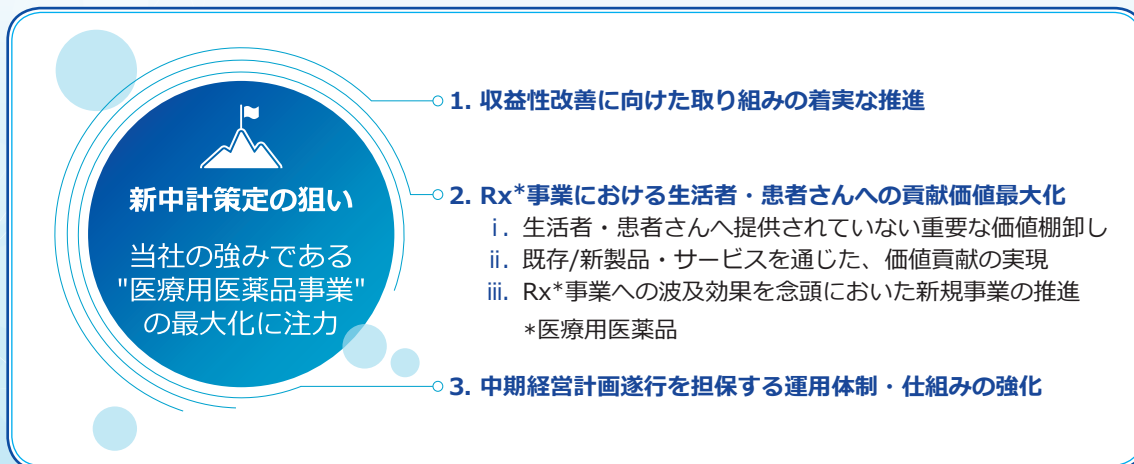 新中計策定の狙い
当社の強みである
"医療用医薬品事業"
の最大化に注力
1. 収益性改善に向けた取り組みの着実な推進
2. Rx*事業における生活者・患者さんへの貢献価値最大化
i. 生活者・患者さんへ提供されていない重要な価値棚卸し
ii. 既存/新製品・サービスを通じた、価値貢献の実現
iii. Rx*事業への波及効果を念頭においた新規事業の推進
*医療用医薬品
3. 中期経営計画遂行を担保する運用体制・仕組みの強化